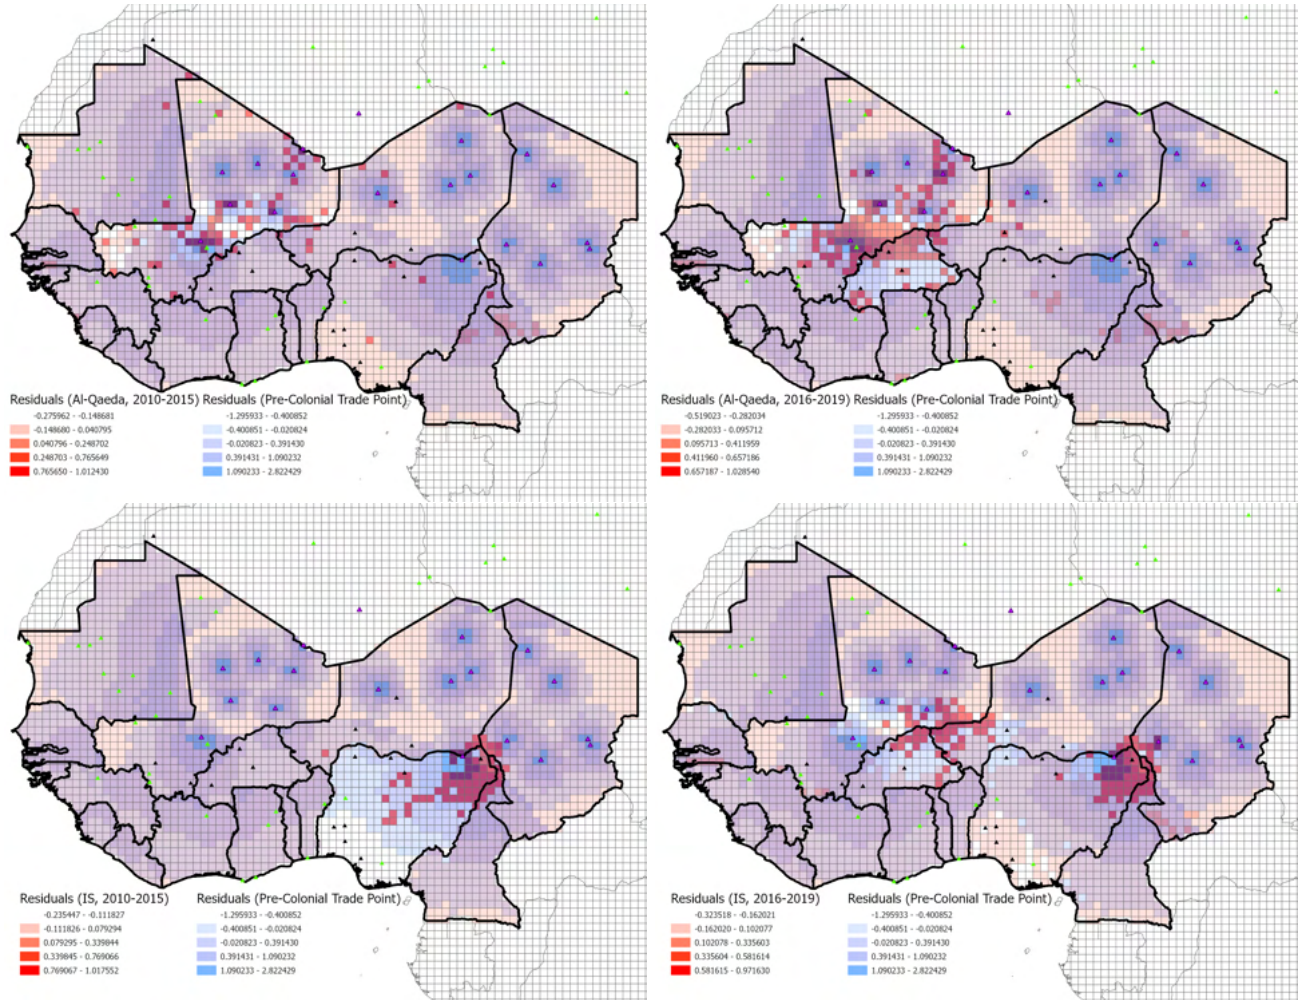 Residuals (Al-Qaeda, 2010-2015) Residuals (Pre-Colonial Trade Point)
-0.275962 - -0.148681 -1.295933 - -0.400852
-0.148680 - 0.040795 -0.400851 - -0.020824
0.040796 - 0.248702 -0.020823 - 0.391430
0.248703 - 0.765649 0.391431 - 1.090232
0.765650 - 1.012430 1.090233 - 2.822429
Residuals (Al-Qaeda, 2016-2019) Residuals (Pre-Colonial Trade Point)
-0.519023 - -0.282034 -1.295933 - -0.400852
-0.282033 - 0.095712 -0.400851 - -0.020824
0.095713 - 0.411959 -0.020823 - 0.391430
0.411960 - 0.657186 0.391431 - 1.090232
0.657187 - 1.028540 1.090233 - 2.822429
Residuals (IS, 2010-2015) Residuals (Pre-Colonial Trade Point)
-0.235447 - -0.111827 -1.295933 - -0.400852
-0.111826 - 0.079294 -0.400851 - -0.020824
0.079295 - 0.339844 -0.020823 - 0.391430
0.339845 - 0.769066 0.391431 - 1.090232
0.769067 - 1.017552 1.090233 - 2.822429
Residuals (IS, 2016-2019) Residuals (Pre-Colonial Trade Point)
-0.323518 - -0.162021 -1.295933 - -0.400852
-0.162020 - 0.102077 -0.400851 - -0.020824
0.102078 - 0.335603 -0.020823 - 0.391430
0.335604 - 0.581614 0.391431 - 1.090232
0.581615 - 0.971630 1.090233 - 2.822429